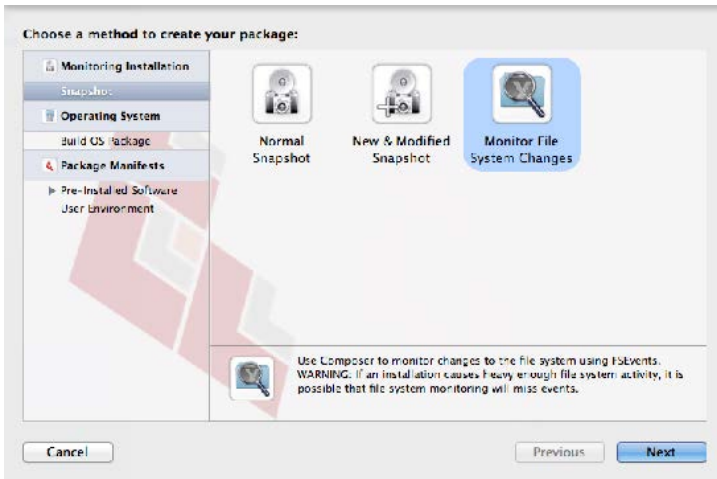 Choose a method to create your package:
Monitoring Installation
Snapshot
Operating System
Build OS Package
Package Manifests
Pre-Installed Software
User Environment
Normal
Snapshot
New & Modified
Snapshot
Monitor File
System Changes
Use Composer to monitor changes to the file system using FSEvents.
WARNING: If an installation causes heavy enough file system activity, it is
possible that file system monitoring will miss events.
Cancel
Previous
Next